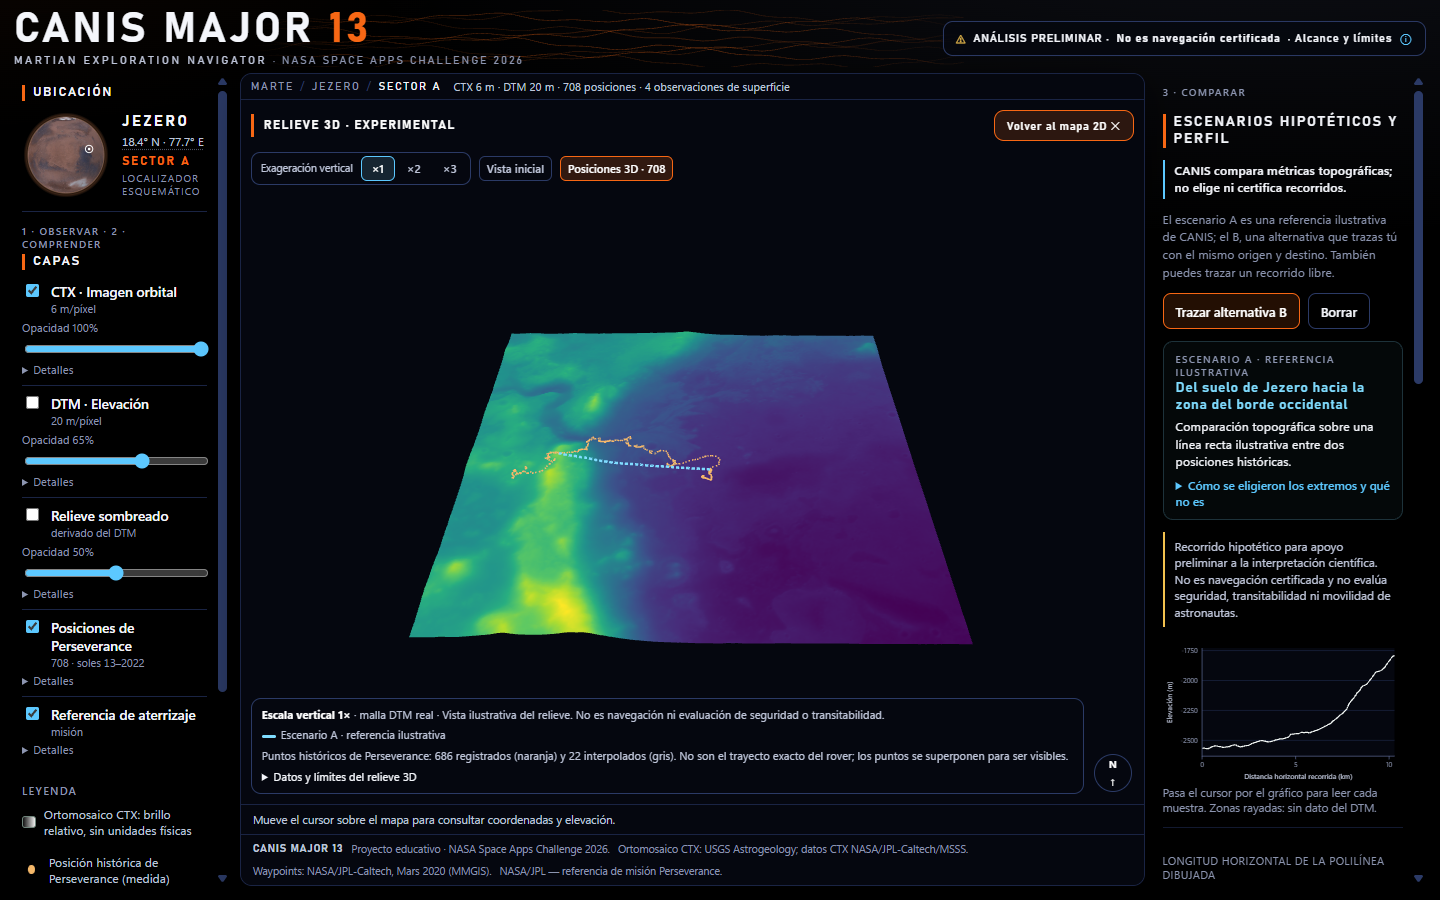 CANIS MAJOR 13
MARTIAN EXPLORATION NAVIGATOR · NASA SPACE APPS CHALLENGE 2026
⚠ ANÁLISIS PRELIMINAR · No es navegación certificada · Alcance y límites ⓘ
UBICACIÓN
JEZERO
18.4° N · 77.7° E
SECTOR A
LOCALIZADOR
ESQUEMÁTICO
1 · OBSERVAR · 2 ·
COMPRENDER
CAPAS
CTX · Imagen orbital
6 m/píxel
Opacidad 100%
▶ Detalles
DTM · Elevación
20 m/píxel
Opacidad 65%
▶ Detalles
Relieve sombreado
derivado del DTM
Opacidad 50%
▶ Detalles
Posiciones de
Perseverance
708 · soles 13–2022
▶ Detalles
Referencia de aterrizaje
misión
▶ Detalles
LEYENDA
Ortomosaico CTX: brillo
relativo, sin unidades físicas
Posición histórica de
Perseverance (medida)
MARTE / JEZERO / SECTOR A CTX 6 m · DTM 20 m · 708 posiciones · 4 observaciones de superficie
RELIEVE 3D · EXPERIMENTAL
Volver al mapa 2D ✕
Exageración vertical ×1 ×2 ×3
Vista inicial
Posiciones 3D · 708
Escala vertical 1× · malla DTM real · Vista ilustrativa del relieve. No es navegación ni evaluación de seguridad o transitabilidad.
Escenario A · referencia ilustrativa
Puntos históricos de Perseverance: 686 registrados (naranja) y 22 interpolados (gris). No son el trayecto exacto del rover; los puntos se superponen para ser visibles.
▶ Datos y límites del relieve 3D
N
↑
Mueve el cursor sobre el mapa para consultar coordenadas y elevación.
CANIS MAJOR 13 Proyecto educativo · NASA Space Apps Challenge 2026. Ortomosaico CTX: USGS Astrogeology; datos CTX NASA/JPL-Caltech/MSSS.
Waypoints: NASA/JPL-Caltech, Mars 2020 (MMGIS). NASA/JPL — referencia de misión Perseverance.
3 · COMPARAR
ESCENARIOS HIPOTÉTICOS Y
PERFIL
CANIS compara métricas topográficas;
no elige ni certifica recorridos.
El escenario A es una referencia ilustrativa
de CANIS; el B, una alternativa que trazas tú
con el mismo origen y destino. También
puedes trazar un recorrido libre.
Trazar alternativa B
Borrar
ESCENARIO A · REFERENCIA
ILUSTRATIVA
Del suelo de Jezero hacia la
zona del borde occidental
Comparación topográfica sobre una
línea recta ilustrativa entre dos
posiciones históricas.
▶ Cómo se eligieron los extremos y qué
no es
Recorrido hipotético para apoyo
preliminar a la interpretación científica.
No es navegación certificada y no evalúa
seguridad, transitabilidad ni movilidad de
astronautas.
Elevación (m)
-1750
-2000
-2250
-2500
0 5 10
Distancia horizontal recorrida (km)
Pasa el cursor por el gráfico para leer cada
muestra. Zonas rayadas: sin dato del DTM.
LONGITUD HORIZONTAL DE LA POLILÍNEA
DIBUJADA